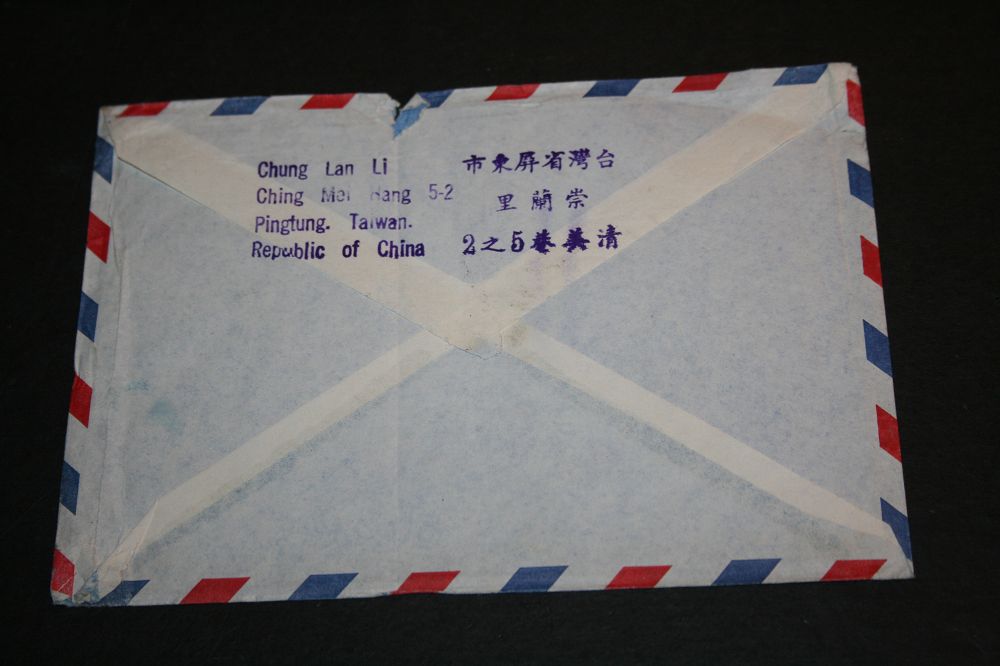 Chung Lan Li
Ching Mei Hang 5-2
Pingtung. Taiwan.
Republic of China
台灣省屏東市
崇蘭里
清美巷5之2